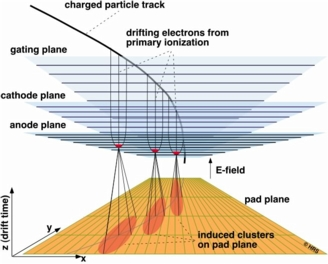 charged particle track
drifting electrons from
primary ionization
gating plane
cathode plane
anode plane
E-field
pad plane
z (drift time)
y
x
induced clusters
on pad plane
© HRS